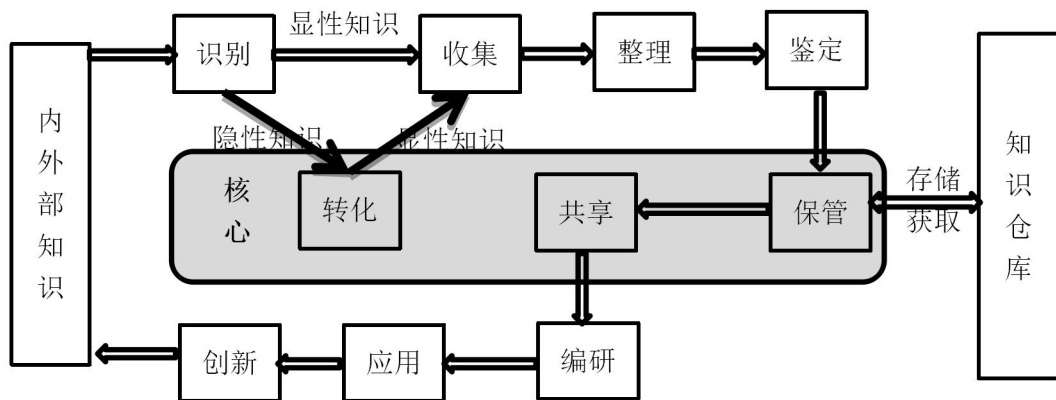 内外部知识
识别
显性知识
收集
整理
鉴定
隐性知识
显性知识
核心
转化
共享
保管
存储
获取
知识仓库
创新
应用
编研